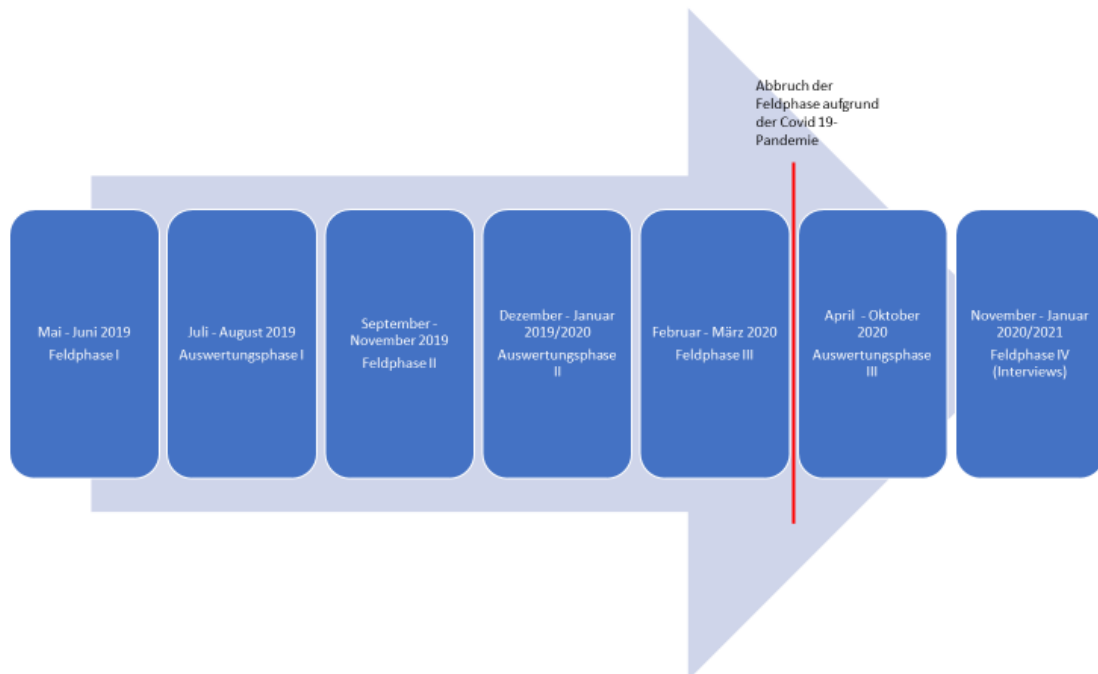 Abbruch der
Feldphase aufgrund
der Covid 19-
Pandemie
Mai - Juni 2019
Feldphase I
Juli - August 2019
Auswertungsphase I
September -
November 2019
Feldphase II
Dezember - Januar
2019/2020
Auswertungsphase
II
Februar - März 2020
Feldphase III
April - Oktober
2020
Auswertungsphase
III
November - Januar
2020/2021
Feldphase IV
(Interviews)